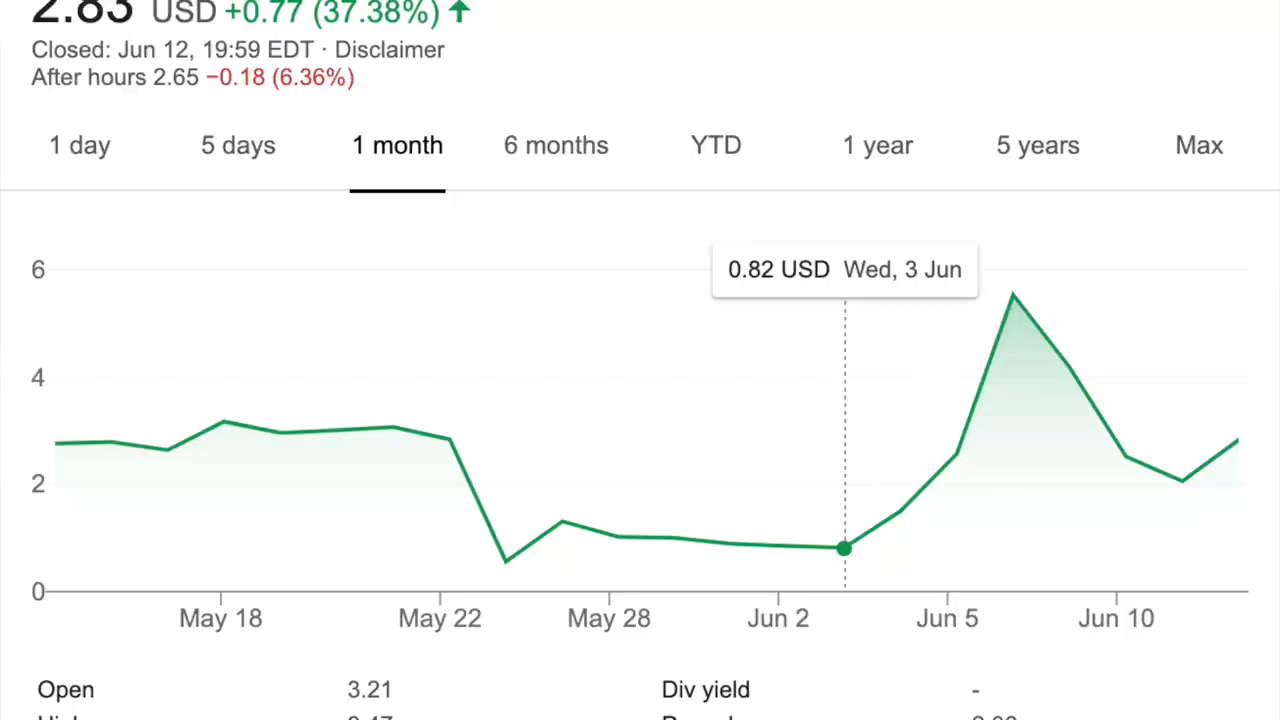 2.83 USD +0.77 (37.38%)
Closed: Jun 12, 19:59 EDT · Disclaimer
After hours 2.65 −0.18 (6.36%)
1 day 5 days 1 month 6 months YTD 1 year 5 years Max
0.82 USD Wed, 3 Jun
6
4
2
0
May 18 May 22 May 28 Jun 2 Jun 5 Jun 10
Open 3.21 Div yield -